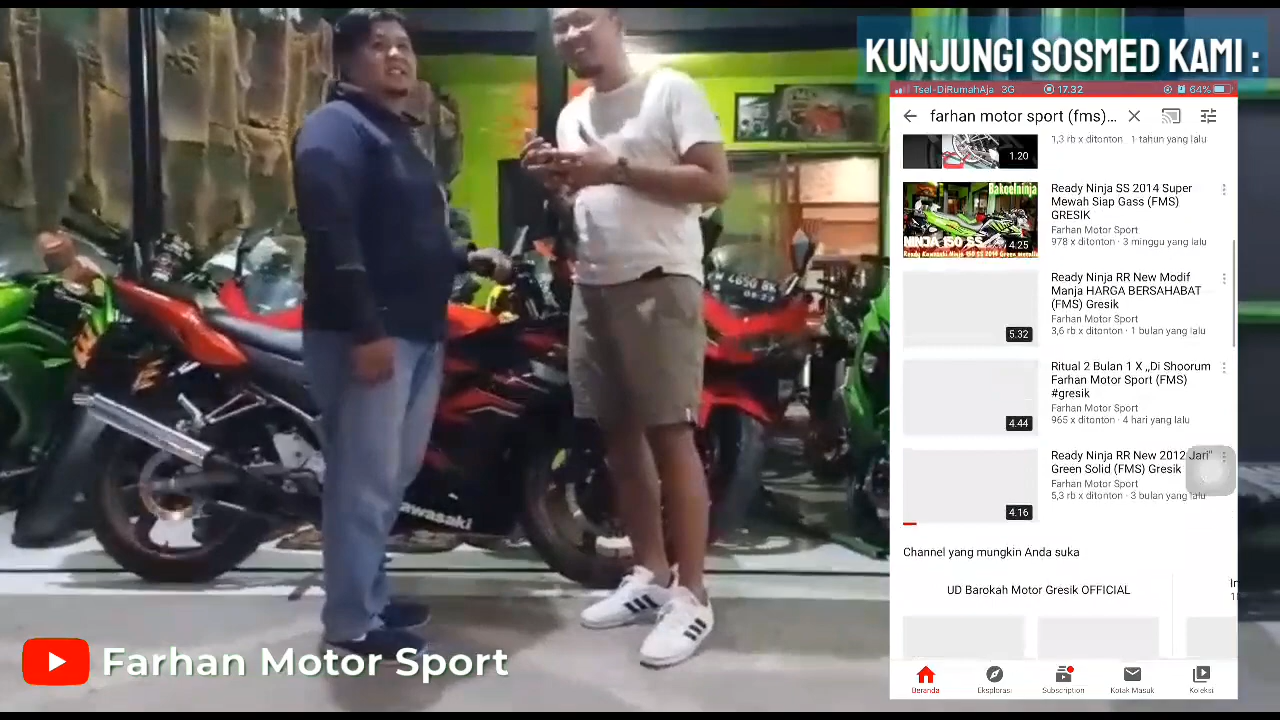 KUNJUNGI SOSMED KAMI :
Tsel-DiRumahAja 3G
17.32
64%
farhan motor sport (fms)...
1,3 rb x ditonton · 1 tahun yang lalu
1.20
Ready Ninja SS 2014 Super
Mewah Siap Gass (FMS)
GRESIK
Farhan Motor Sport
978 x ditonton · 3 minggu yang lalu
Bakoelninja
NINJA 150 SS
4.25
Ready Ninja RR New Modif
Manja HARGA BERSAHABAT
(FMS) Gresik
Farhan Motor Sport
3,6 rb x ditonton · 1 bulan yang lalu
5.32
Ritual 2 Bulan 1 X ,,Di Shoorum
Farhan Motor Sport (FMS)
#gresik
Farhan Motor Sport
965 x ditonton · 4 hari yang lalu
4.44
Ready Ninja RR New 2012 Jari"
Green Solid (FMS) Gresik
Farhan Motor Sport
5,3 rb x ditonton · 3 bulan yang lalu
4.16
Channel yang mungkin Anda suka
UD Barokah Motor Gresik OFFICIAL
Beranda
Eksplorasi
Subscription
Kotak Masuk
Koleksi
Kawasaki
Farhan Motor Sport